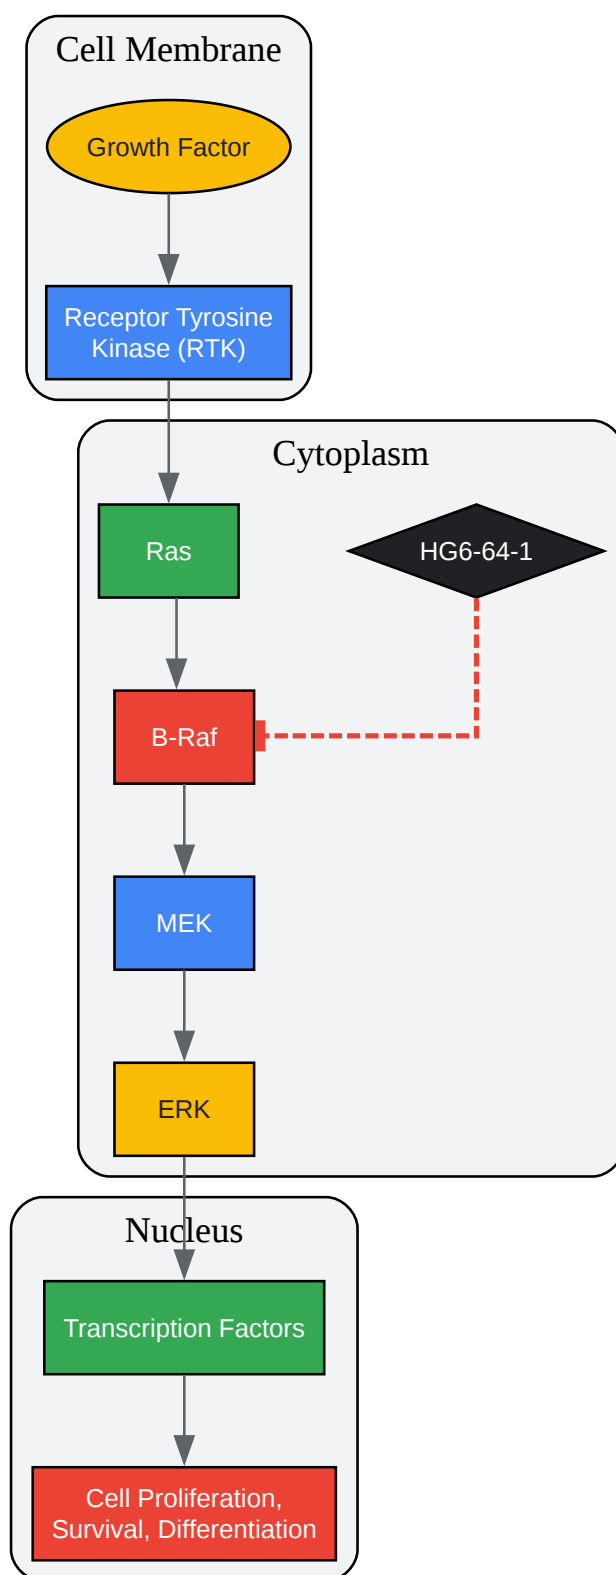 Cell Membrane
Growth Factor
Receptor Tyrosine
Kinase (RTK)
Cytoplasm
Ras
HG6-64-1
B-Raf
MEK
ERK
Nucleus
Transcription Factors
Cell Proliferation,
Survival, Differentiation